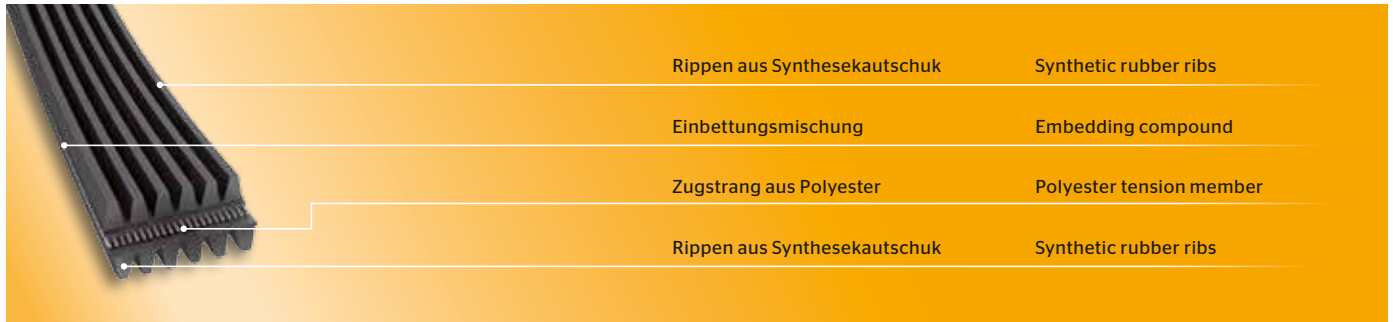 Rippen aus Synthesekautschuk Synthetic rubber ribs
Einbettungsmischung Embedding compound
Zugstrang aus Polyester Polyester tension member
Rippen aus Synthesekautschuk Synthetic rubber ribs